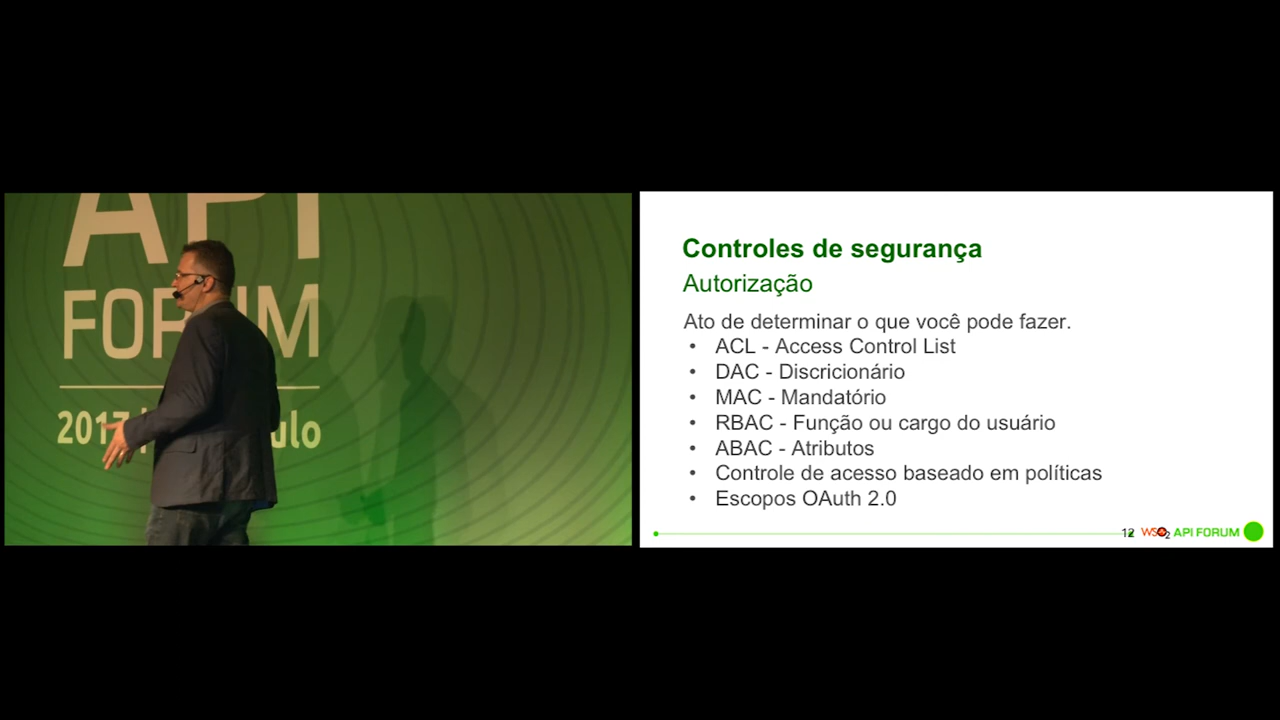 API
FORUM
2017
ulo
Controles de segurança
Autorização
Ato de determinar o que você pode fazer.
• ACL - Access Control List
• DAC - Discricionário
• MAC - Mandatório
• RBAC - Função ou cargo do usuário
• ABAC - Atributos
• Controle de acesso baseado em políticas
• Escopos OAuth 2.0
12 WSO2 API FORUM